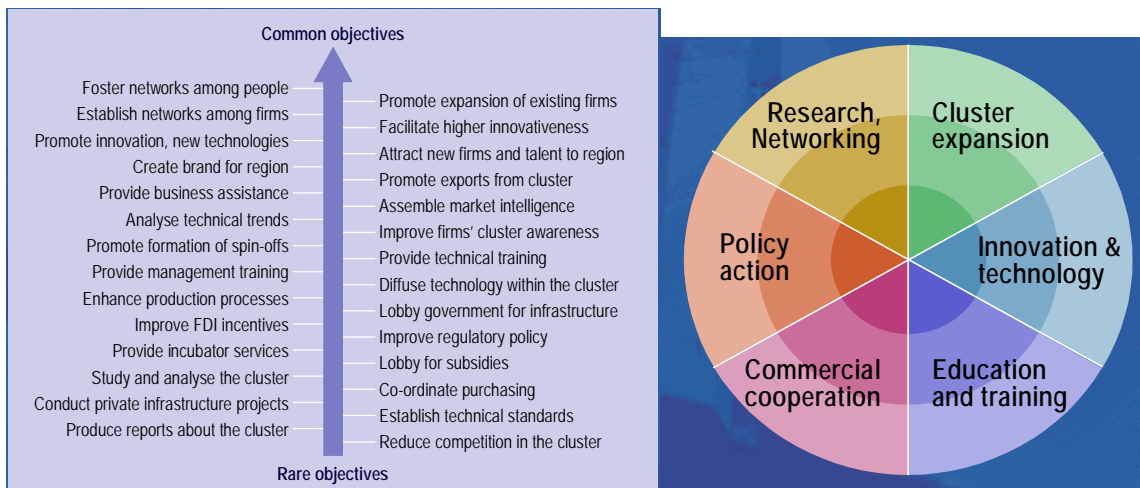 Common objectives
Foster networks among people
Establish networks among firms
Promote innovation, new technologies
Create brand for region
Provide business assistance
Analyse technical trends
Promote formation of spin-offs
Provide management training
Enhance production processes
Improve FDI incentives
Provide incubator services
Study and analyse the cluster
Conduct private infrastructure projects
Produce reports about the cluster
Promote expansion of existing firms
Facilitate higher innovativeness
Attract new firms and talent to region
Promote exports from cluster
Assemble market intelligence
Improve firms' cluster awareness
Provide technical training
Diffuse technology within the cluster
Lobby government for infrastructure
Improve regulatory policy
Lobby for subsidies
Co-ordinate purchasing
Establish technical standards
Reduce competition in the cluster
Rare objectives
Research,
Networking
Cluster
expansion
Policy
action
Innovation &
technology
Commercial
cooperation
Education
and training